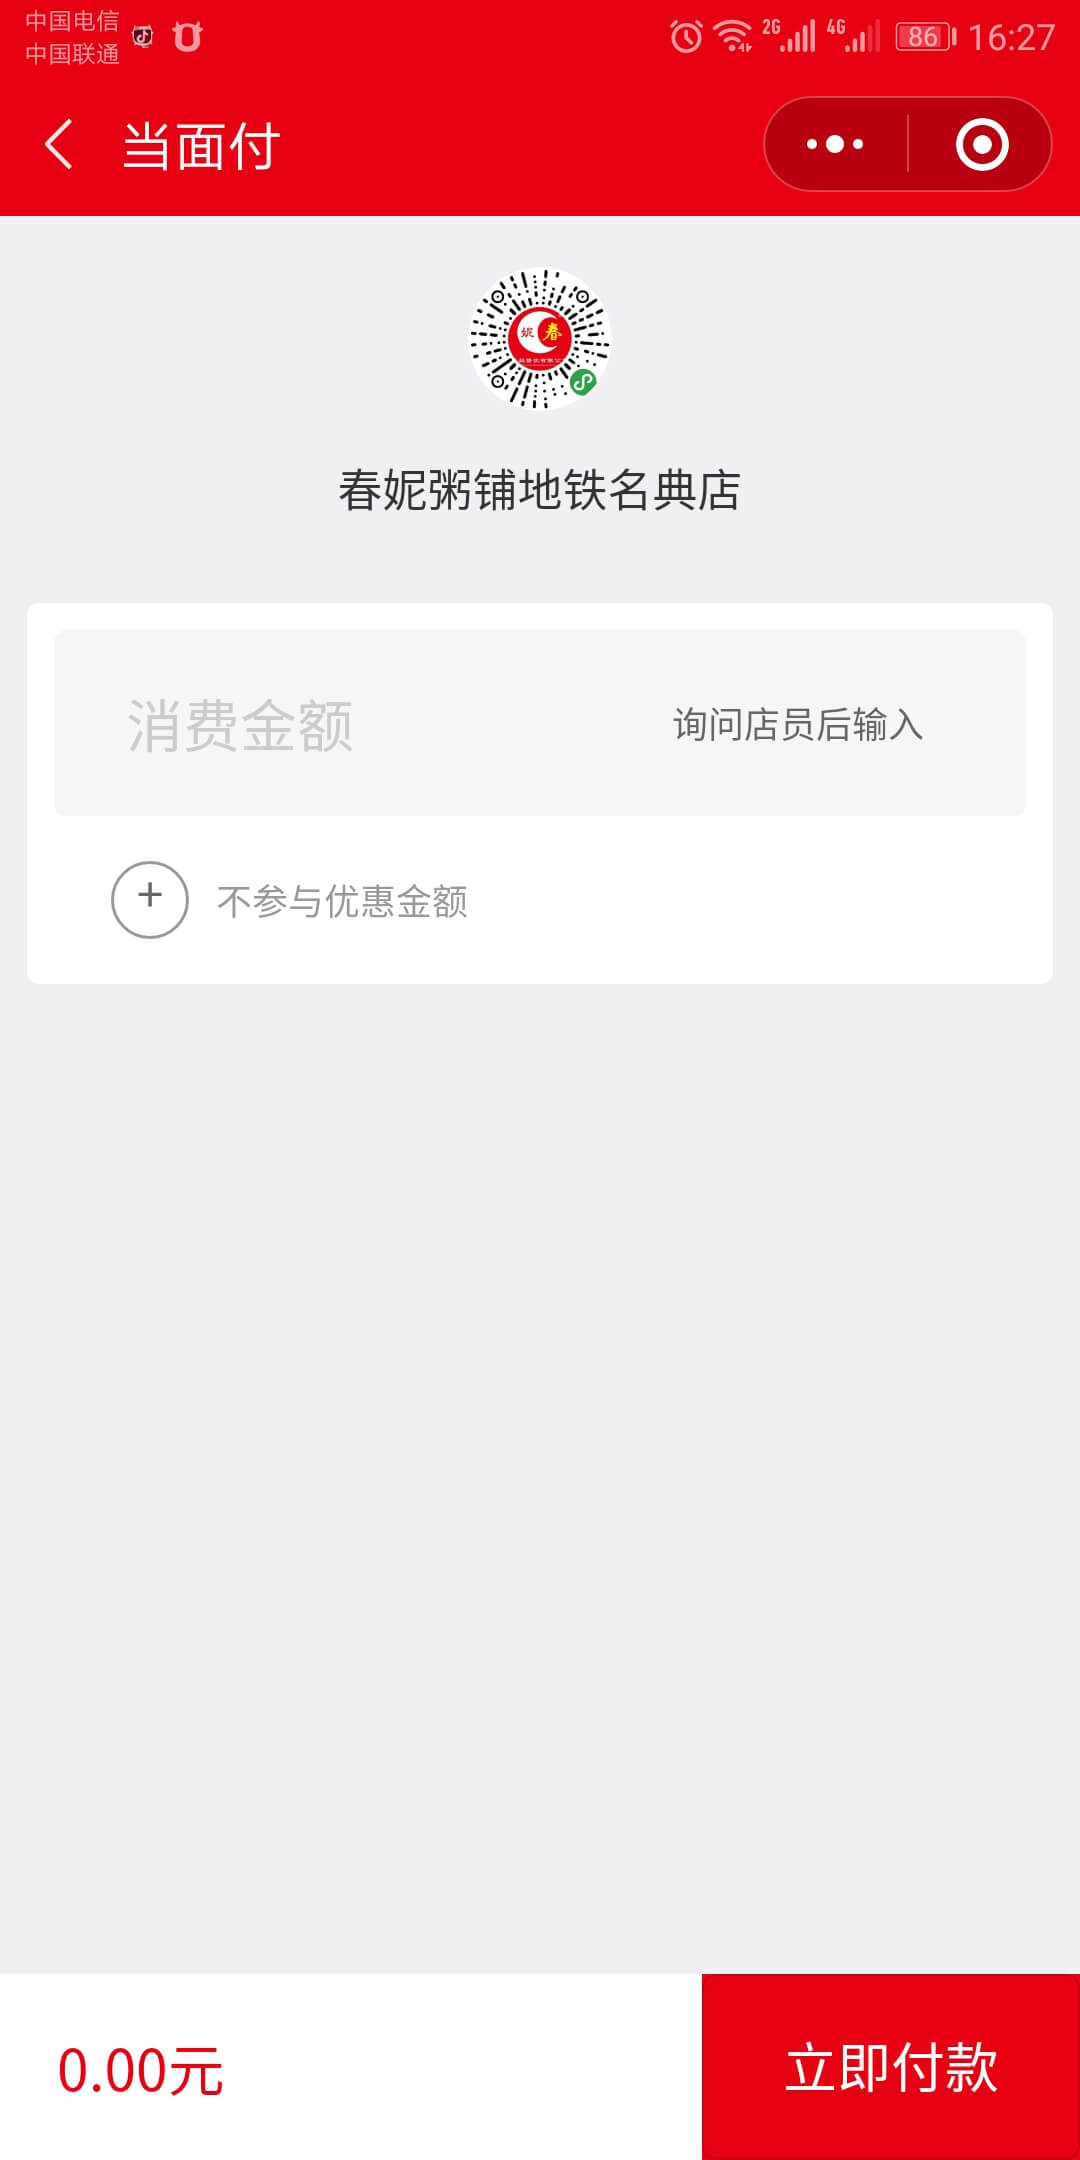 中国电信
中国联通
2G
4G
86
16:27
当面付
妮 春
春妮粥铺地铁名典店
消费金额
询问店员后输入
+ 不参与优惠金额
0.00元
立即付款